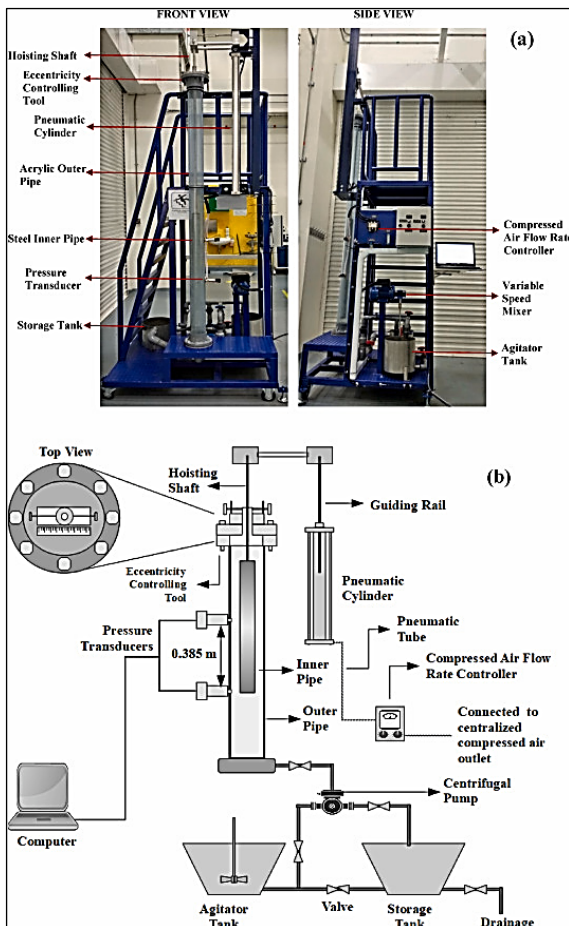 FRONT VIEW
SIDE VIEW
(a)
Hoisting Shaft
Eccentricity
Controlling
Tool
Pneumatic
Cylinder
Acrylic Outer
Pipe
Steel Inner Pipe
Pressure
Transducer
Storage Tank
Compressed
Air Flow Rate
Controller
Variable
Speed
Mixer
Agitator
Tank
(b)
Top View
Hoisting
Shaft
Guiding Rail
Eccentricity
Controlling
Tool
Pneumatic
Cylinder
Pressure
Transducers
0.385 m
Pneumatic
Tube
Inner
Pipe
Compressed Air Flow
Rate Controller
Outer
Pipe
Connected to
centralized
compressed air
outlet
Centrifugal
Pump
Computer
Agitator
Tank
Valve
Storage
Tank
Drainage